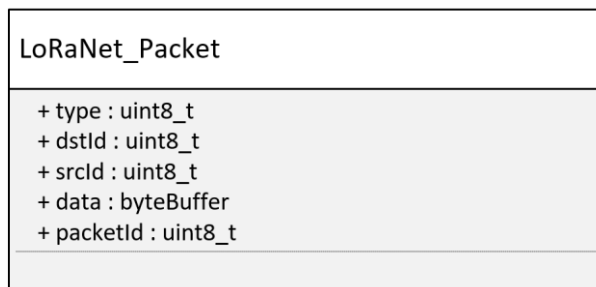 LoRaNet_Packet
+ type : uint8_t
+ dstId : uint8_t
+ srcId : uint8_t
+ data : byteBuffer
+ packetId : uint8_t